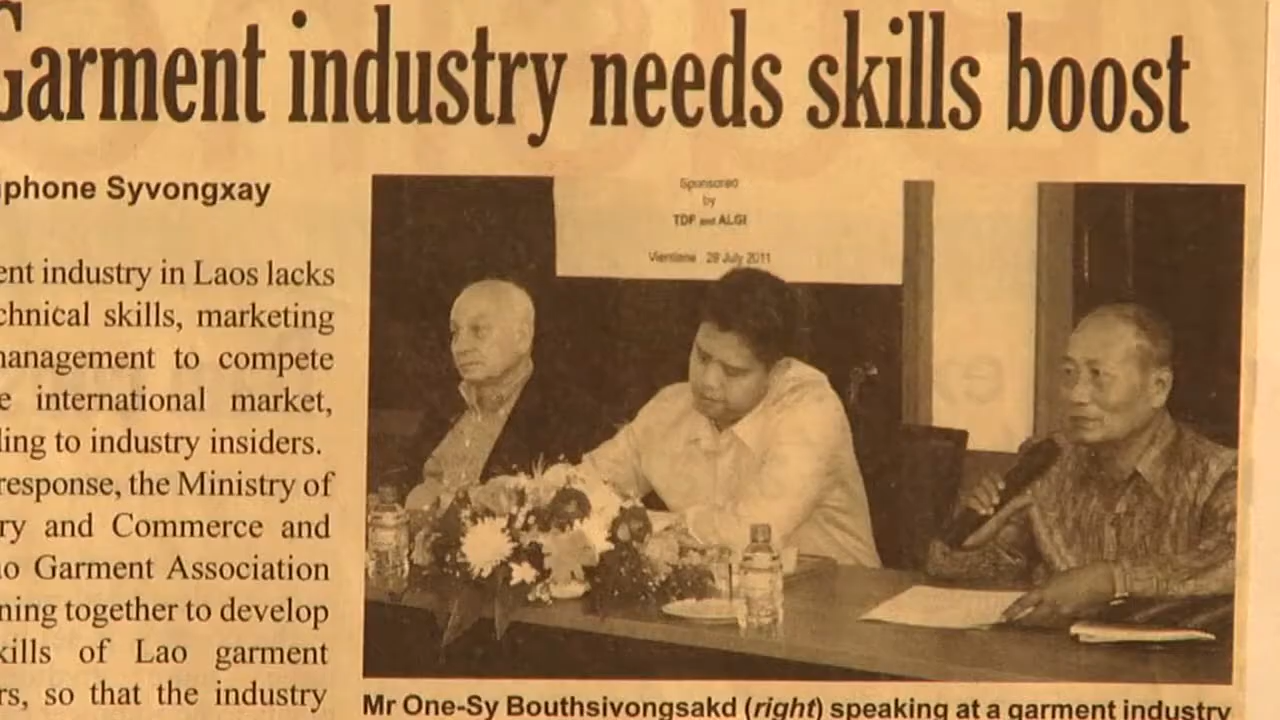 Garment industry needs skills boost
phone Syvongxay
ent industry in Laos lacks
chnical skills, marketing
management to compete
e international market,
ding to industry insiders.
response, the Ministry of
ry and Commerce and
ao Garment Association
ning together to develop
kills of Lao garment
rs, so that the industry
Sponsored
by
TDF and ALGI
Vientiane 28 July 2011
Mr One-Sy Bouthsivongsakd (right) speaking at a garment industry